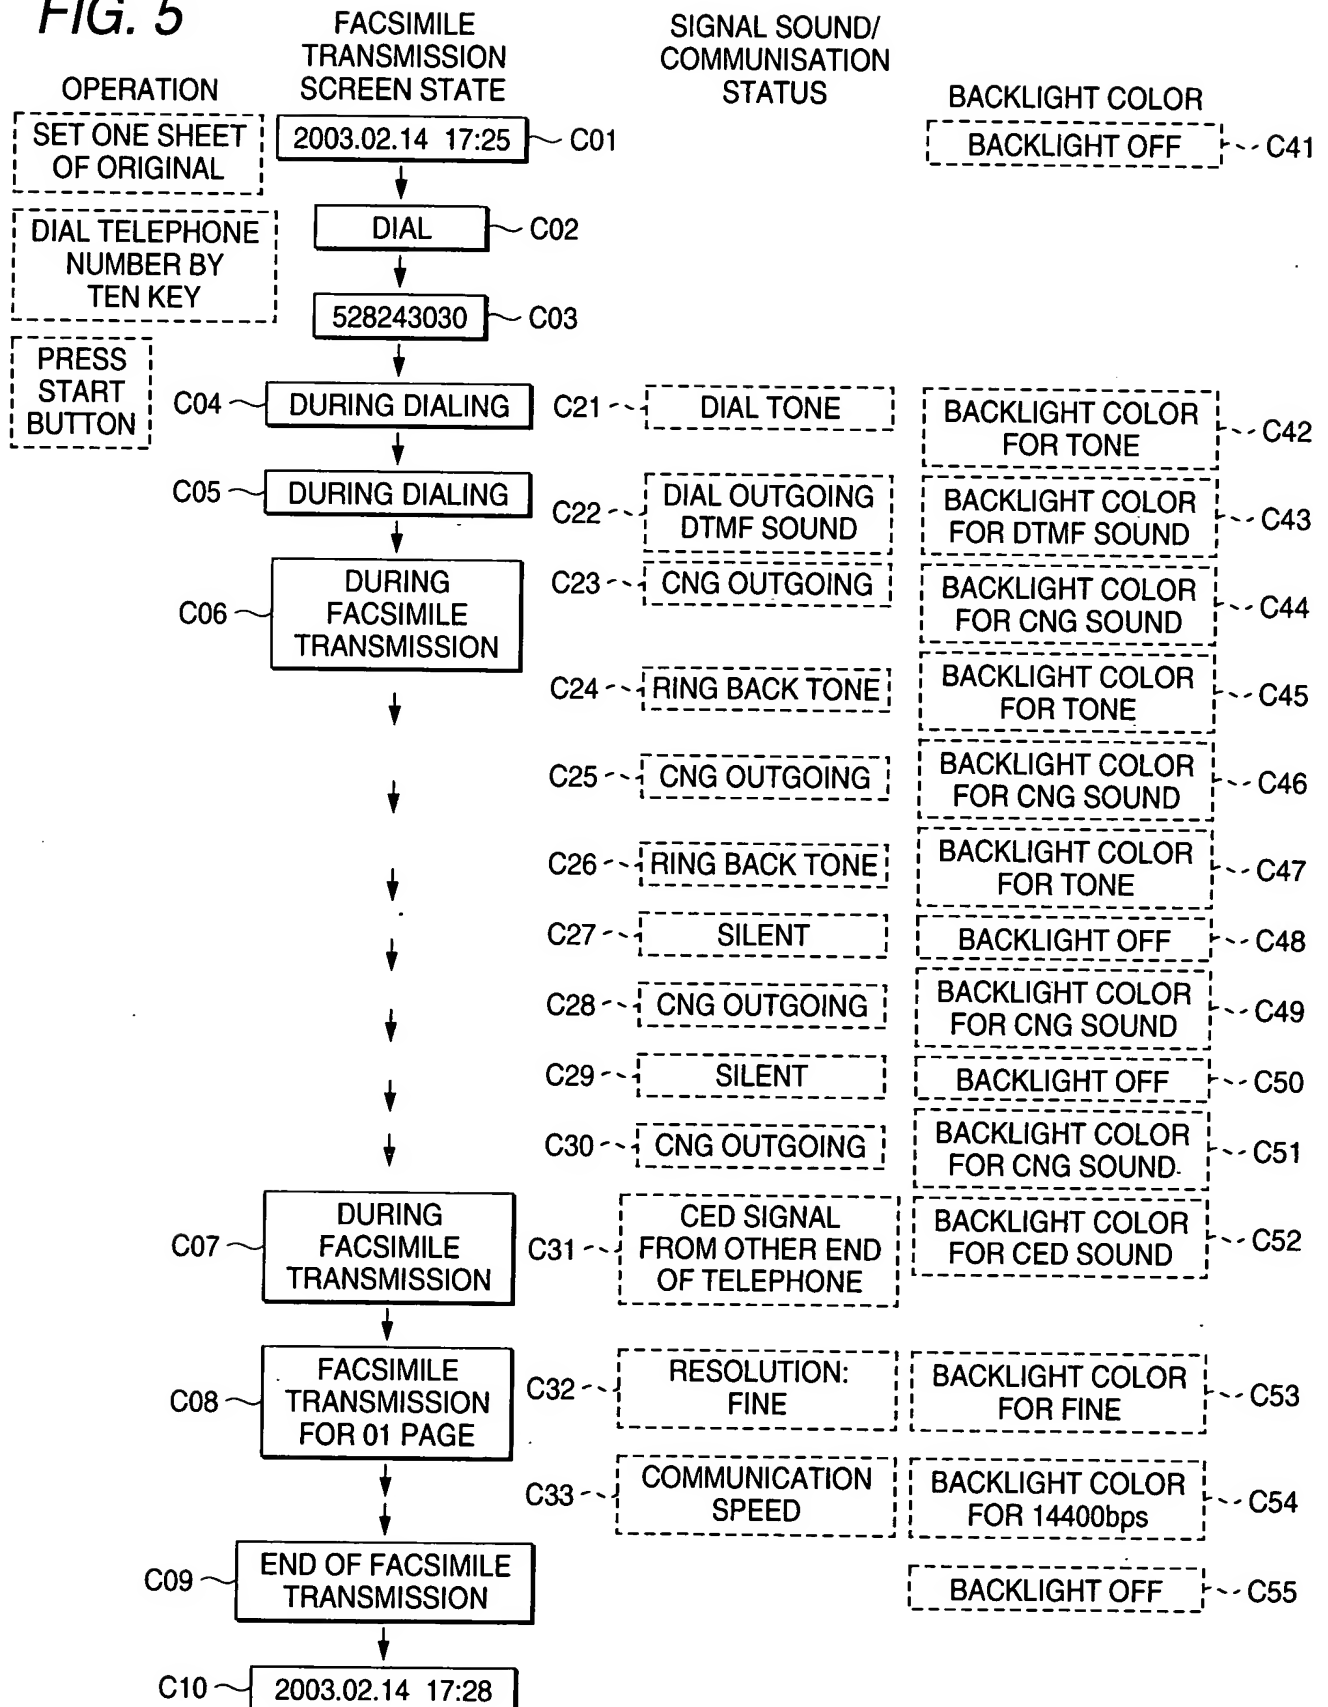 FIG. 5
OPERATION
FACSIMILE
TRANSMISSION
SCREEN STATE
SIGNAL SOUND/
COMMUNISATION
STATUS
BACKLIGHT COLOR
SET ONE SHEET
OF ORIGINAL
2003.02.14 17:25
C01
BACKLIGHT OFF
C41
DIAL TELEPHONE
NUMBER BY
TEN KEY
DIAL
C02
528243030
C03
PRESS
START
BUTTON
C04
DURING DIALING
C21
DIAL TONE
BACKLIGHT COLOR
FOR TONE
C42
C05
DURING DIALING
C22
DIAL OUTGOING
DTMF SOUND
BACKLIGHT COLOR
FOR DTMF SOUND
C43
C06
DURING
FACSIMILE
TRANSMISSION
C23
CNG OUTGOING
BACKLIGHT COLOR
FOR CNG SOUND
C44
C24
RING BACK TONE
BACKLIGHT COLOR
FOR TONE
C45
C25
CNG OUTGOING
BACKLIGHT COLOR
FOR CNG SOUND
C46
C26
RING BACK TONE
BACKLIGHT COLOR
FOR TONE
C47
C27
SILENT
BACKLIGHT OFF
C48
C28
CNG OUTGOING
BACKLIGHT COLOR
FOR CNG SOUND
C49
C29
SILENT
BACKLIGHT OFF
C50
C30
CNG OUTGOING
BACKLIGHT COLOR
FOR CNG SOUND
C51
C07
DURING
FACSIMILE
TRANSMISSION
C31
CED SIGNAL
FROM OTHER END
OF TELEPHONE
BACKLIGHT COLOR
FOR CED SOUND
C52
C08
FACSIMILE
TRANSMISSION
FOR 01 PAGE
C32
RESOLUTION:
FINE
BACKLIGHT COLOR
FOR FINE
C53
C33
COMMUNICATION
SPEED
BACKLIGHT COLOR
FOR 14400bps
C54
C09
END OF FACSIMILE
TRANSMISSION
BACKLIGHT OFF
C55
C10
2003.02.14 17:28